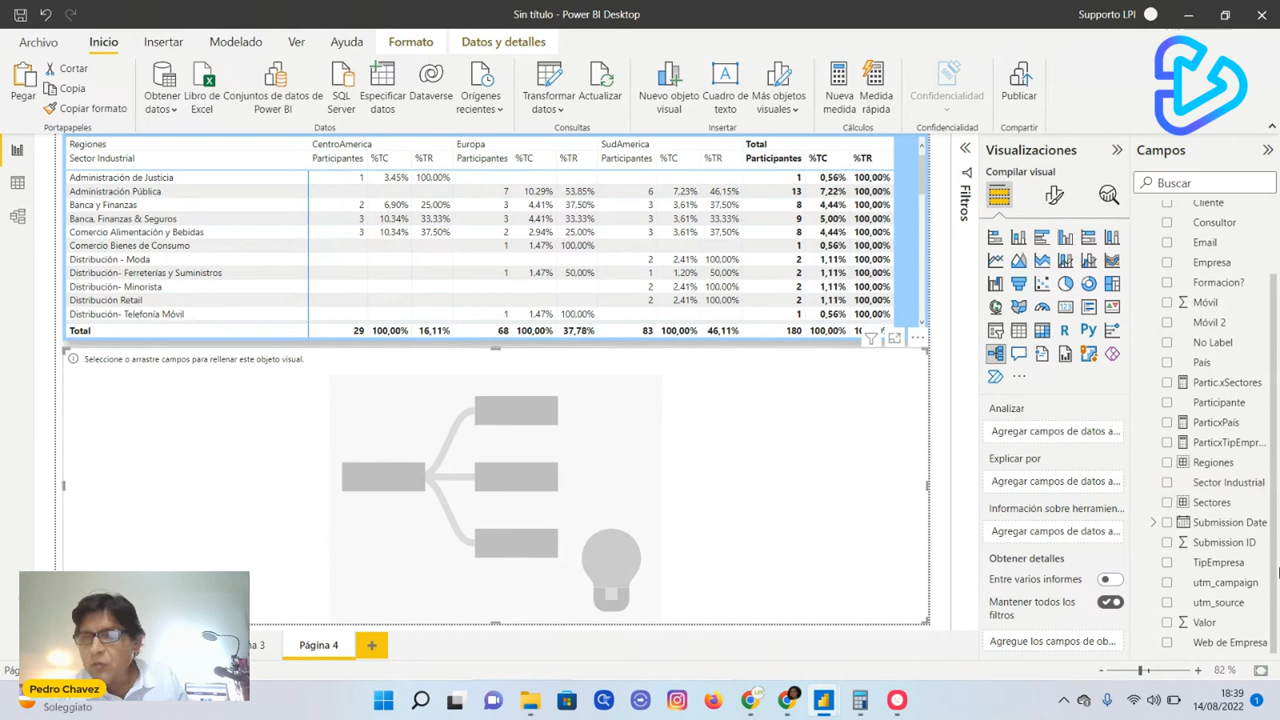 Sin título - Power BI Desktop
Supporto LPI
Archivo Inicio Insertar Modelado Ver Ayuda Formato Datos y detalles
Pegar
Cortar
Copia
Copiar formato
Portapapeles
Obtener datos
Libro de Excel
Conjuntos de datos de Power BI
SQL Server
Especificar datos
Dataverse
Orígenes recientes
Datos
Transformar datos
Actualizar
Consultas
Nuevo objeto visual
Cuadro de texto
Más objetos visuales
Insertar
Nueva medida
Medida rápida
Cálculos
Confidencialidad
Confidencialidad
Publicar
Compartir
Regiones CentroAmerica Europa SudAmerica Total
Sector Industrial Participantes %TC %TR Participantes %TC %TR Participantes %TC %TR Participantes %TC %TR
Administración de Justicia 1 3.45% 100,00% 1 0,56% 100,00%
Administración Pública 7 10,29% 53,85% 6 7,23% 46,15% 13 7,22% 100,00%
Banca y Finanzas 2 6,90% 25,00% 3 4,41% 37,50% 3 3,61% 37,50% 8 4,44% 100,00%
Banca. Finanzas & Seguros 3 10.34% 33,33% 3 4,41% 33,33% 3 3,61% 33,33% 9 5,00% 100,00%
Comercio Alimentación y Bebidas 3 10,34% 37,50% 2 2,94% 25,00% 3 3,61% 37,50% 8 4,44% 100,00%
Comercio Bienes de Consumo 1 1.47% 100,00% 1 0,56% 100,00%
Distribución - Moda 2 2.41% 100,00% 2 1,11% 100,00%
Distribución- Ferreterías y Suministros 1 1.47% 50,00% 1 1,20% 50,00% 2 1,11% 100,00%
Distribución- Minorista 2 2.41% 100,00% 2 1,11% 100,00%
Distribución Retail 2 2.41% 100,00% 2 1,11% 100,00%
Distribución- Telefonía Móvil 1 1.47% 100,00% 1 0,56% 100,00%
Total 29 100,00% 16,11% 68 100,00% 37,78% 83 100,00% 46,11% 180 100,00%
Seleccione o arrastre campos para rellenar este objeto visual.
Filtros
Visualizaciones
Compilar visual
R
Py
Analizar
Agregar campos de datos a...
Explicar por
Agregar campos de datos a...
Información sobre herramien...
Agregar campos de datos a...
Obtener detalles
Entre varios informes
Mantener todos los filtros
Agregue los campos de ob...
Campos
Buscar
Cliente
Consultor
Email
Empresa
Formacion?
Móvil
Móvil 2
No Label
País
Partic.xSectores
Participante
ParticxPaís
ParticxTipEmpr...
Regiones
Sector Industrial
Sectores
Submission Date
Submission ID
TipEmpresa
utm_campaign
utm_source
Valor
Web de Empresa
Página 4
82 %
Pedro Chavez
Soleggiato
18:39
14/08/2022